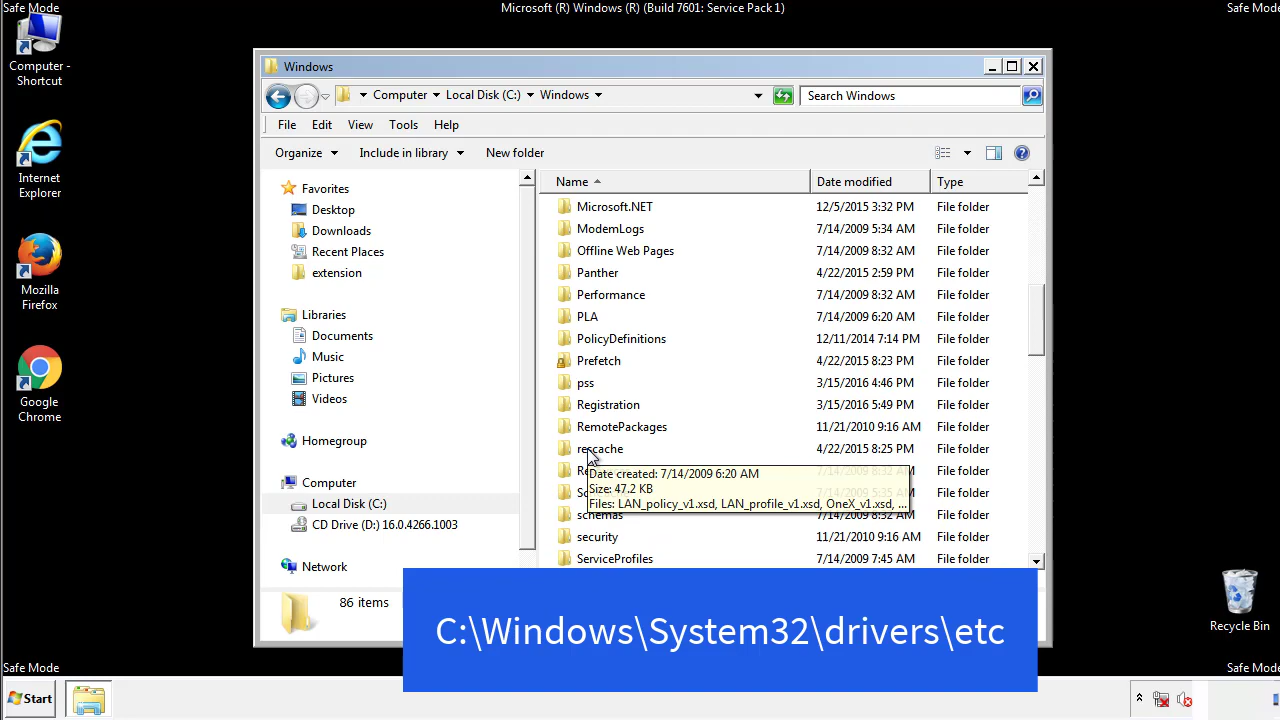 Safe Mode
Microsoft (R) Windows (R) (Build 7601: Service Pack 1)
Safe Mode
Computer -
Shortcut
Internet
Explorer
Mozilla
Firefox
Google
Chrome
Windows
Computer
Local Disk (C:)
Windows
Search Windows
File
Edit
View
Tools
Help
Organize
Include in library
New folder
Favorites
Desktop
Downloads
Recent Places
extension
Libraries
Documents
Music
Pictures
Videos
Homegroup
Computer
Local Disk (C:)
CD Drive (D:) 16.0.4266.1003
Network
Name
Date modified
Type
Microsoft.NET 12/5/2015 3:32 PM File folder
ModemLogs 7/14/2009 5:34 AM File folder
Offline Web Pages 7/14/2009 8:32 AM File folder
Panther 4/22/2015 2:59 PM File folder
Performance 7/14/2009 8:32 AM File folder
PLA 7/14/2009 6:20 AM File folder
PolicyDefinitions 12/11/2014 7:14 PM File folder
Prefetch 4/22/2015 8:23 PM File folder
pss 3/15/2016 4:46 PM File folder
Registration 3/15/2016 5:49 PM File folder
RemotePackages 11/21/2010 9:16 AM File folder
rescache 4/22/2015 8:25 PM File folder
File folder
File folder
schemas 7/14/2009 8:32 AM File folder
security 11/21/2010 9:16 AM File folder
ServiceProfiles 7/14/2009 7:45 AM File folder
Date created: 7/14/2009 6:20 AM
Size: 47.2 KB
Files: LAN_policy_v1.xsd, LAN_profile_v1.xsd, OneX_v1.xsd, ...
86 items
C:\Windows\System32\drivers\etc
Recycle Bin
Safe Mode
Safe Mode
Start